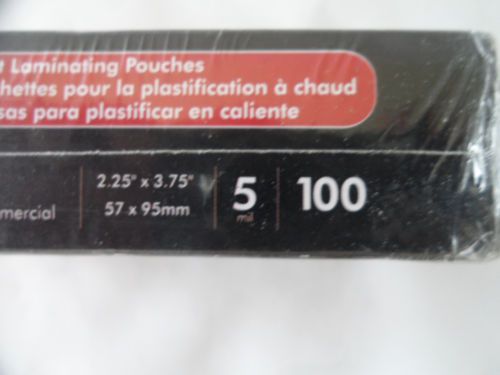 t Laminating Pouches
hettes pour la plastification à chaud
sas para plastificar en caliente
mercial
2.25" x 3.75"
57 x 95mm
5
mil
100